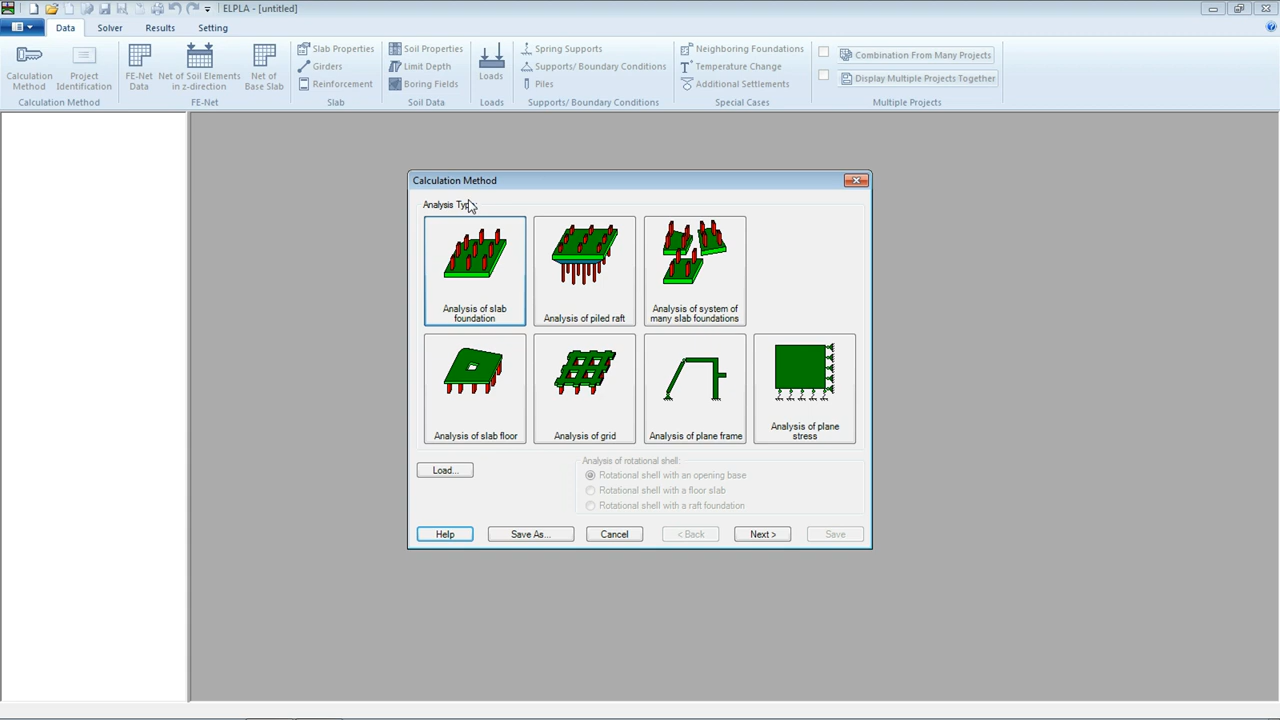 ELPLA - [untitled]
Data
Solver
Results
Setting
Calculation
Method
Project
Identification
Calculation Method
FE-Net
Data
Net of Soil Elements
in z-direction
Net of
Base Slab
FE-Net
Slab Properties
Girders
Reinforcement
Slab
Soil Properties
Limit Depth
Boring Fields
Soil Data
Loads
Loads
Spring Supports
Supports/ Boundary Conditions
Piles
Supports/ Boundary Conditions
Neighboring Foundations
Temperature Change
Additional Settlements
Special Cases
Combination From Many Projects
Display Multiple Projects Together
Multiple Projects
Calculation Method
Analysis Type:
Analysis of slab
foundation
Analysis of piled raft
Analysis of system of
many slab foundations
Analysis of slab floor
Analysis of grid
Analysis of plane frame
Analysis of plane
stress
Load...
Analysis of rotational shell:
Rotational shell with an opening base
Rotational shell with a floor slab
Rotational shell with a raft foundation
Help
Save As...
Cancel
< Back
Next >
Save